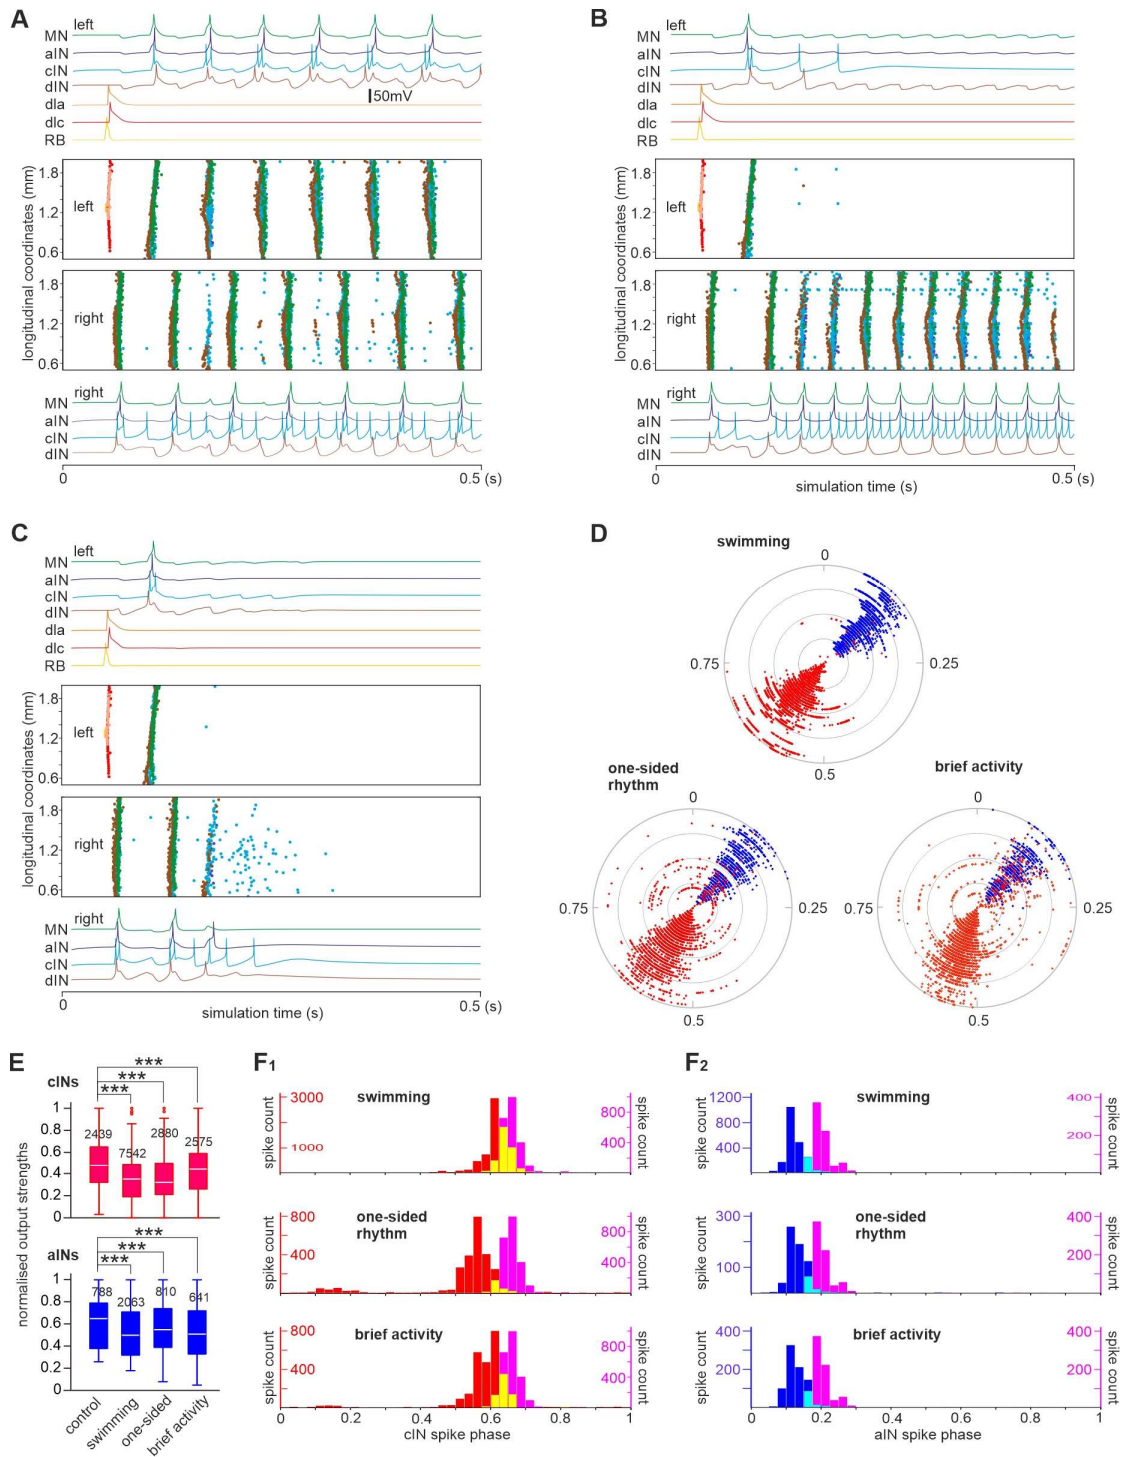 A
left
MN
aIN
cIN
dIN
dIa
dIc
RB
50mV
longitudinal coordinates (mm)
1.8
1.2
0.6
left
longitudinal coordinates (mm)
1.8
1.2
0.6
right
right
MN
aIN
cIN
dIN
0
0.5 (s)
B
left
MN
aIN
cIN
dIN
dIa
dIc
RB
longitudinal coordinates (mm)
1.8
1.2
0.6
left
1.8
1.2
0.6
right
right
MN
aIN
cIN
dIN
0
simulation time (s)
0.5 (s)
C
left
MN
aIN
cIN
dIN
dIa
dIc
RB
longitudinal coordinates (mm)
1.8
1.2
0.6
left
1.8
1.2
0.6
right
right
MN
aIN
cIN
dIN
0
simulation time (s)
0.5 (s)
D
swimming
0
0.75
0.25
0.5
one-sided
rhythm
0
0.75
0.25
0.5
brief activity
0
0.75
0.25
0.5
E
cINs
***
***
***
1
0.8
0.6
0.4
0.2
0
2439
7542
2880
2575
normalised output strengths
aINs
***
***
***
1
0.8
0.6
0.4
0.2
0
788
2063
810
641
control
swimming
one-sided
brief activity
F1
swimming
3000
1000
spike count
800
400
spike count
one-sided
rhythm
800
400
spike count
800
400
spike count
brief activity
800
400
spike count
800
400
spike count
0 0.2 0.4 0.6 0.8 1
cIN spike phase
F2
swimming
1200
800
400
spike count
400
200
spike count
one-sided
rhythm
300
200
100
spike count
400
200
spike count
brief activity
400
200
spike count
400
200
spike count
0 0.2 0.4 0.6 0.8 1
aIN spike phase